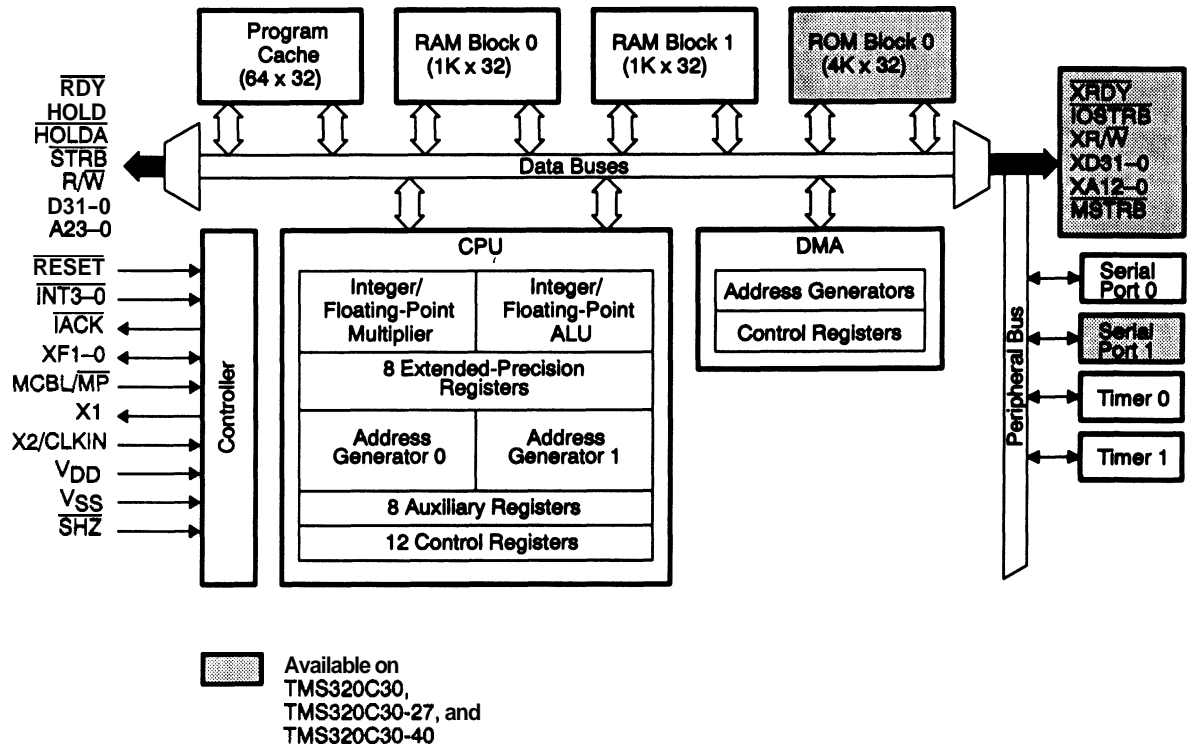 Program
Cache
(64 x 32)
RAM Block 0
(1K x 32)
RAM Block 1
(1K x 32)
ROM Block 0
(4K x 32)
RDY
HOLD
HOLDA
STRB
R/W
D31-0
A23-0
Data Buses
XRDY
IOSTRB
XR/W
XD31-0
XA12-0
MSTRB
RESET
INT3-0
IACK
XF1-0
MCBL/MP
X1
X2/CLKIN
VDD
VSS
SHZ
Controller
CPU
Integer/
Floating-Point
Multiplier
Integer/
Floating-Point
ALU
8 Extended-Precision
Registers
Address
Generator 0
Address
Generator 1
8 Auxiliary Registers
12 Control Registers
DMA
Address Generators
Control Registers
Peripheral Bus
Serial
Port 0
Serial
Port 1
Timer 0
Timer 1
Available on
TMS320C30,
TMS320C30-27, and
TMS320C30-40